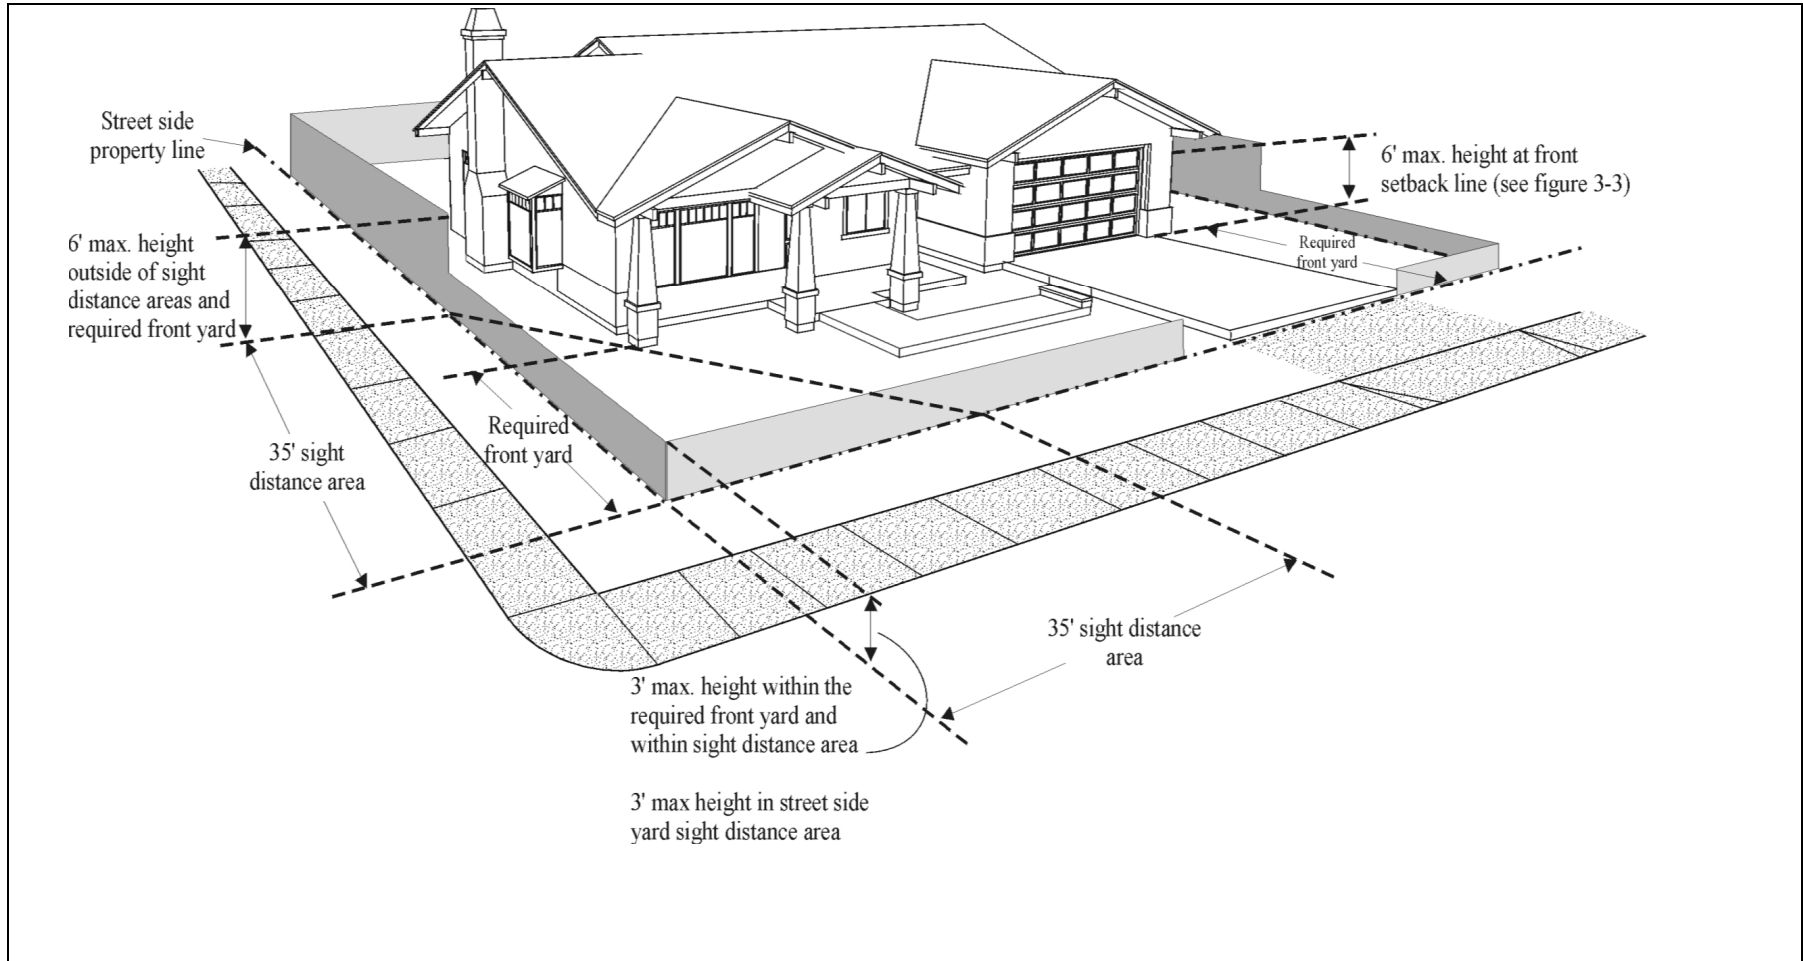 Street side
property line
6' max. height at front
setback line (see figure 3-3)
6' max. height
outside of sight
distance areas and
required front yard
Required
front yard
Required
front yard
35' sight
distance area
35' sight distance
area
3' max. height within the
required front yard and
within sight distance area
3' max height in street side
yard sight distance area